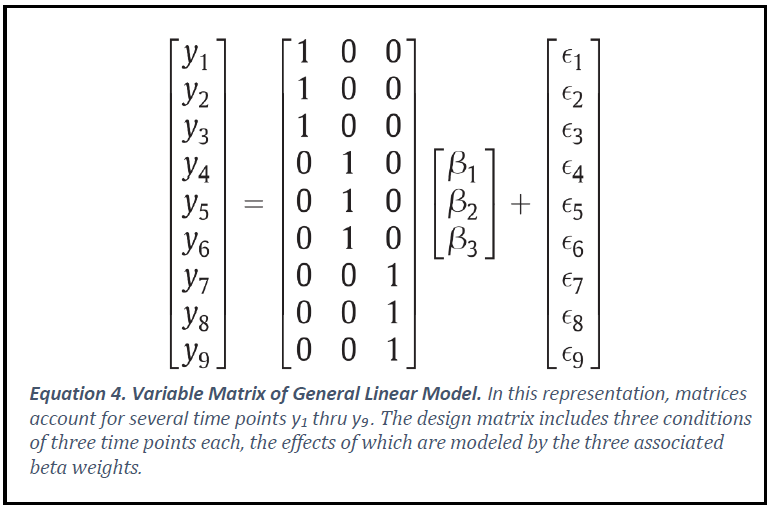 y₁ 1 0 0 ϵ₁
y₂ 1 0 0 ϵ₂
y₃ 1 0 0 ϵ₃
y₄ 0 1 0 β₁ ϵ₄
y₅ = 0 1 0 β₂ + ϵ₅
y₆ 0 1 0 β₃ ϵ₆
y₇ 0 0 1 ϵ₇
y₈ 0 0 1 ϵ₈
y₉ 0 0 1 ϵ₉
Equation 4. Variable Matrix of General Linear Model. In this representation, matrices
account for several time points y₁ thru y₉. The design matrix includes three conditions
of three time points each, the effects of which are modeled by the three associated
beta weights.